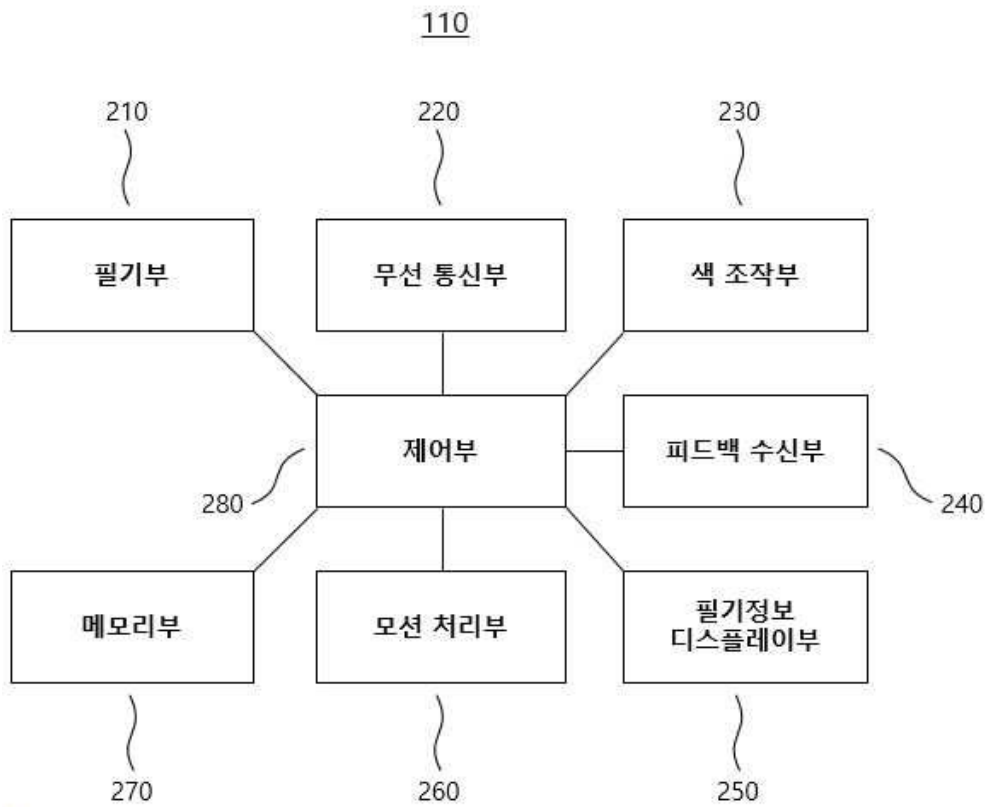 110
210
220
230
필기부
무선 통신부
색 조작부
제어부
피드백 수신부
280
240
메모리부
모션 처리부
필기정보
디스플레이부
270
260
250